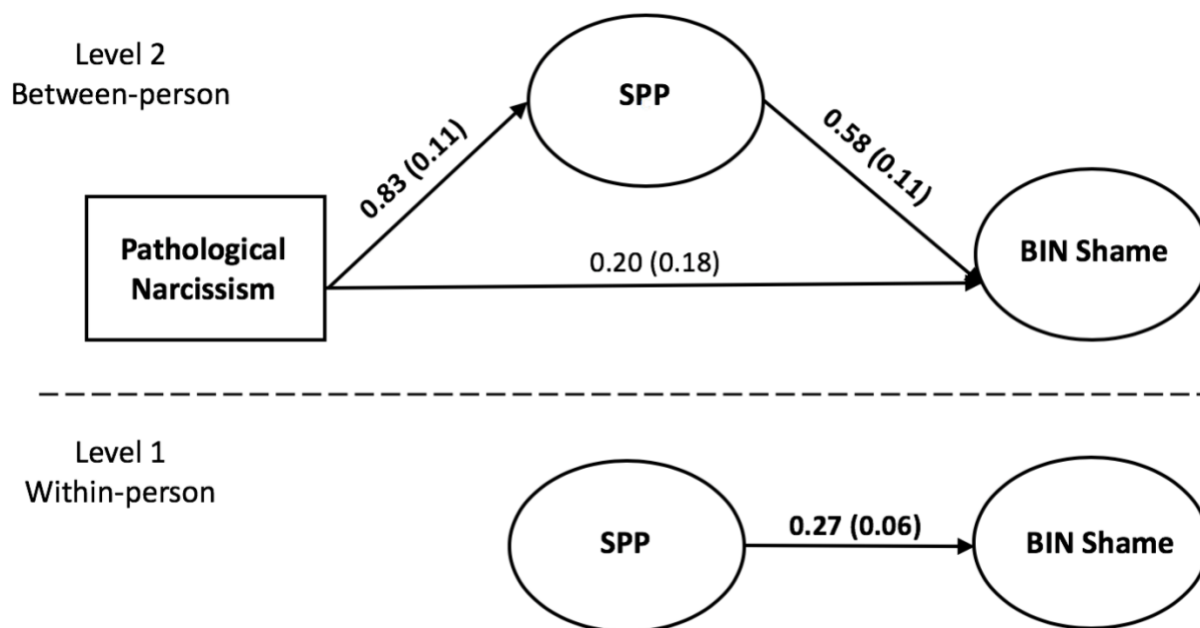 Level 2
Between-person
SPP
0.83 (0.11)
0.58 (0.11)
Pathological
Narcissism
0.20 (0.18)
BIN Shame
Level 1
Within-person
SPP
0.27 (0.06)
BIN Shame